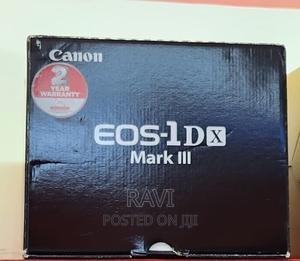 Canon
2
YEAR
WARRANTY
EOS-1D X
Mark III
RAVI
POSTED ON JIJI